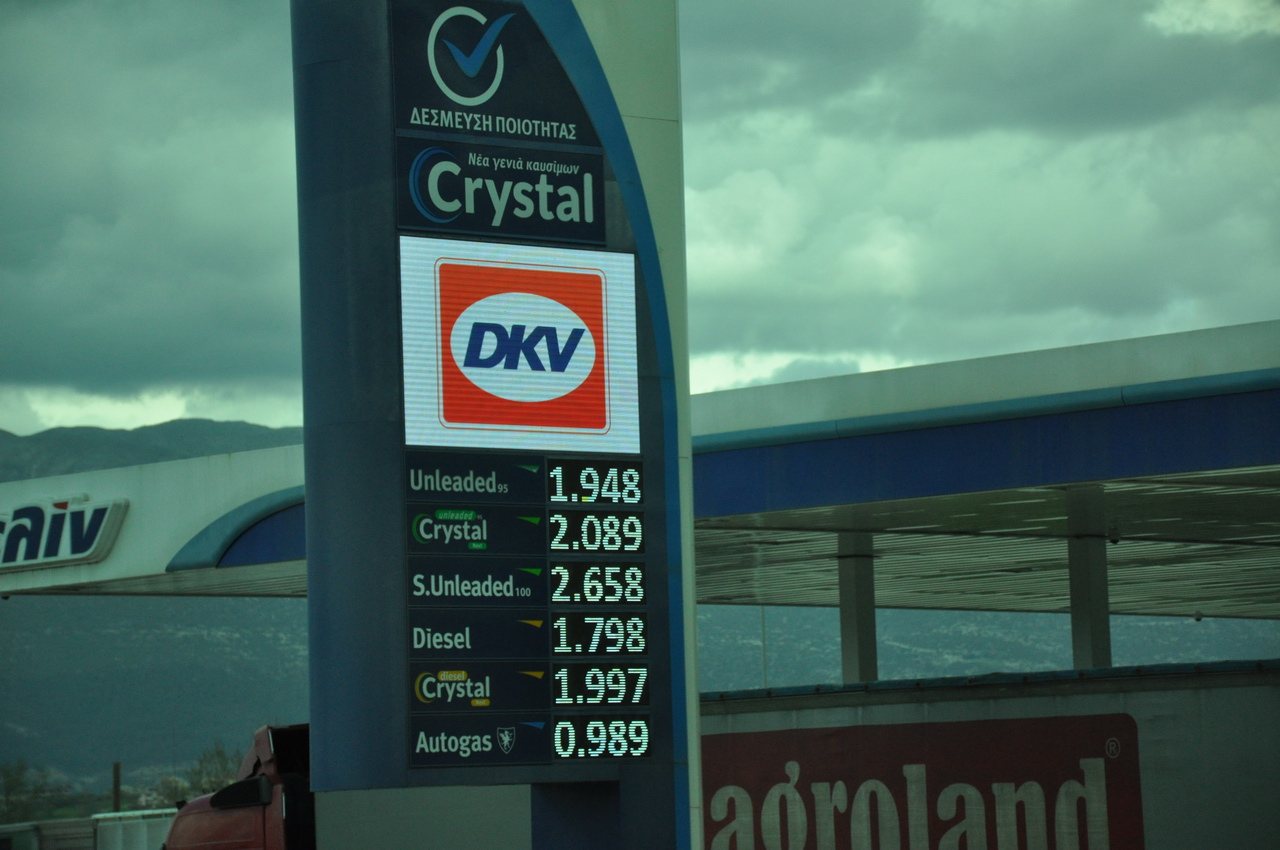 ΔΕΣΜΕΥΣΗ ΠΟΙΟΤΗΤΑΣ
Νέα γενιά καυσίμων
Crystal
DKV
Unleaded95 1.948
unleaded
Crystal 2.089
S.Unleaded100 2.658
Diesel 1.798
diesel
Crystal 1.997
Autogas 0.989
agroland®